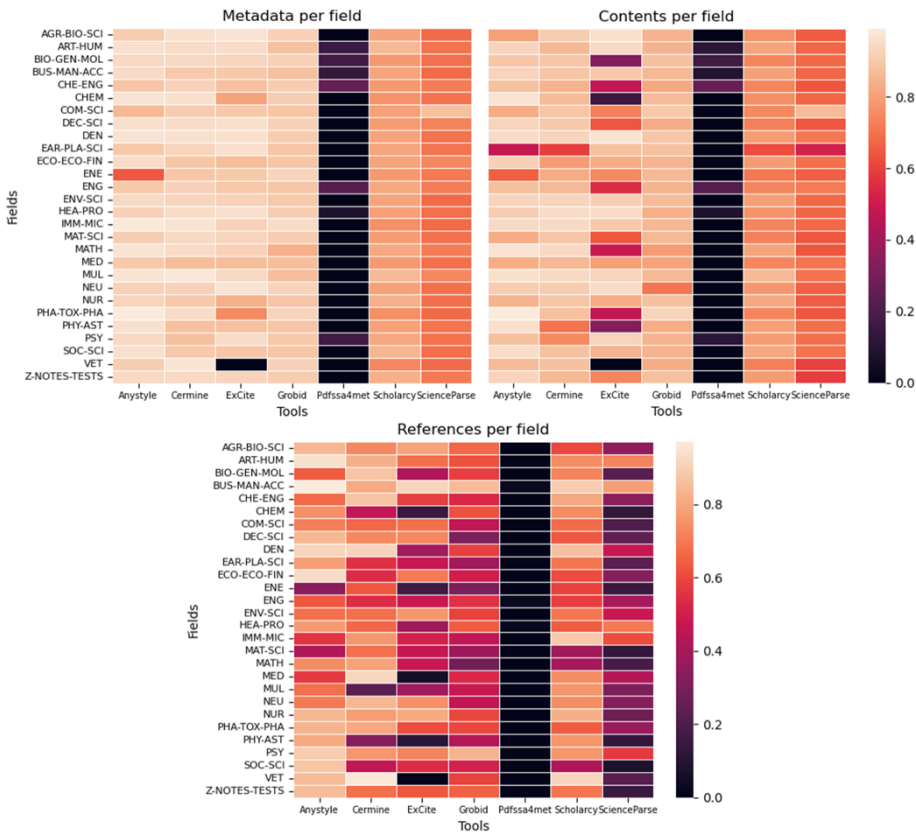 Metadata per field
Contents per field
AGR-BIO-SCI
ART-HUM
BIO-GEN-MOL
BUS-MAN-ACC
CHE-ENG
CHEM
COM-SCI
DEC-SCI
DEN
EAR-PLA-SCI
ECO-ECO-FIN
ENE
ENG
ENV-SCI
HEA-PRO
IMM-MIC
MAT-SCI
MATH
MED
MUL
NEU
NUR
PHA-TOX-PHA
PHY-AST
PSY
SOC-SCI
VET
Z-NOTES-TESTS
Fields
Anystyle Cermine ExCite Grobid Pdfssa4met Scholarcy ScienceParse
Tools
Anystyle Cermine ExCite Grobid Pdfssa4met Scholarcy ScienceParse
Tools
0.8
0.6
0.4
0.2
0.0
References per field
AGR-BIO-SCI
ART-HUM
BIO-GEN-MOL
BUS-MAN-ACC
CHE-ENG
CHEM
COM-SCI
DEC-SCI
DEN
EAR-PLA-SCI
ECO-ECO-FIN
ENE
ENG
ENV-SCI
HEA-PRO
IMM-MIC
MAT-SCI
MATH
MED
MUL
NEU
NUR
PHA-TOX-PHA
PHY-AST
PSY
SOC-SCI
VET
Z-NOTES-TESTS
Fields
Anystyle Cermine ExCite Grobid Pdfssa4met Scholarcy ScienceParse
Tools
0.8
0.6
0.4
0.2
0.0